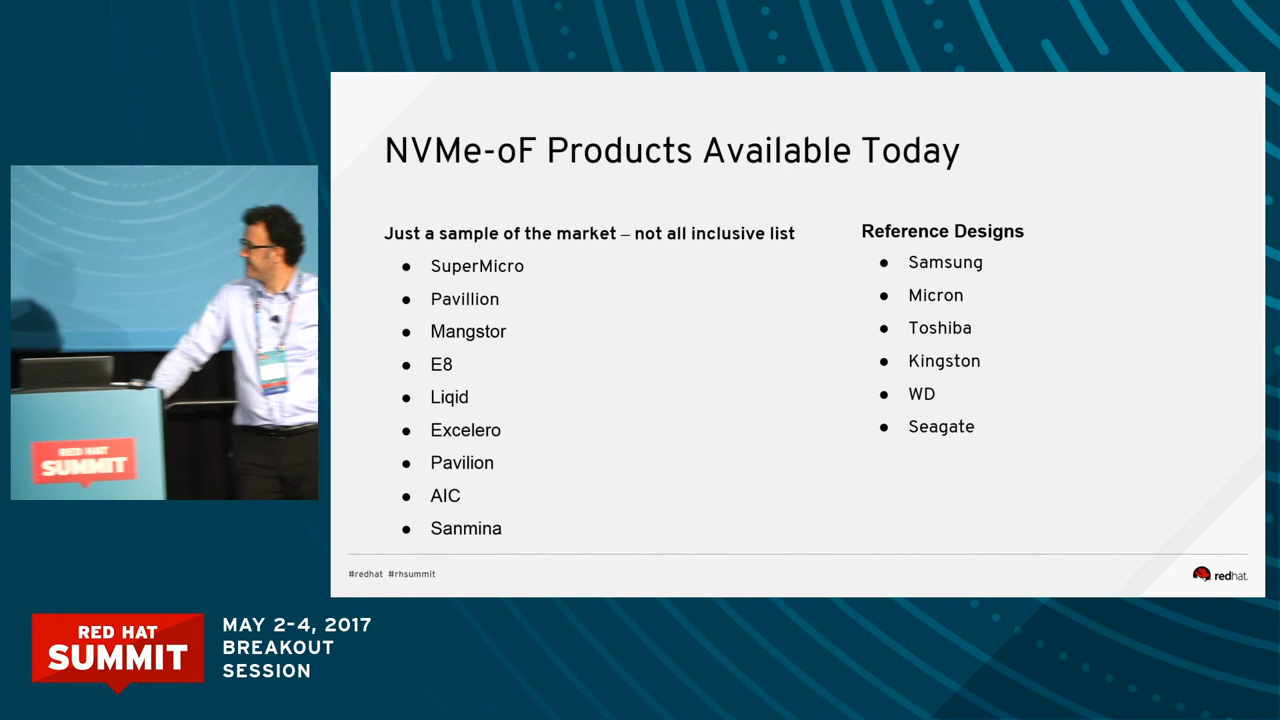 NVMe-oF Products Available Today
Just a sample of the market – not all inclusive list
● SuperMicro
● Pavillion
● Mangstor
● E8
● Liqid
● Excelero
● Pavilion
● AIC
● Sanmina
Reference Designs
● Samsung
● Micron
● Toshiba
● Kingston
● WD
● Seagate
#redhat #rhsummit
redhat.
RED HAT
SUMMIT
RED HAT
SUMMIT
MAY 2-4, 2017
BREAKOUT
SESSION